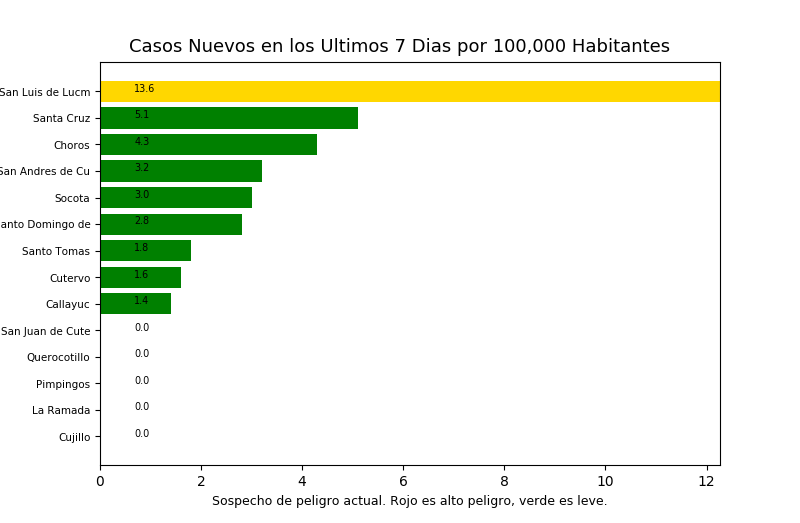 Casos Nuevos en los Ultimos 7 Dias por 100,000 Habitantes
San Luis de Lucm 13.6
Santa Cruz 5.1
Choros 4.3
San Andres de Cu 3.2
Socota 3.0
anto Domingo de 2.8
Santo Tomas 1.8
Cutervo 1.6
Callayuc 1.4
San Juan de Cute 0.0
Querocotillo 0.0
Pimpingos 0.0
La Ramada 0.0
Cujillo 0.0
0 2 4 6 8 10 12
Sospecho de peligro actual. Rojo es alto peligro, verde es leve.